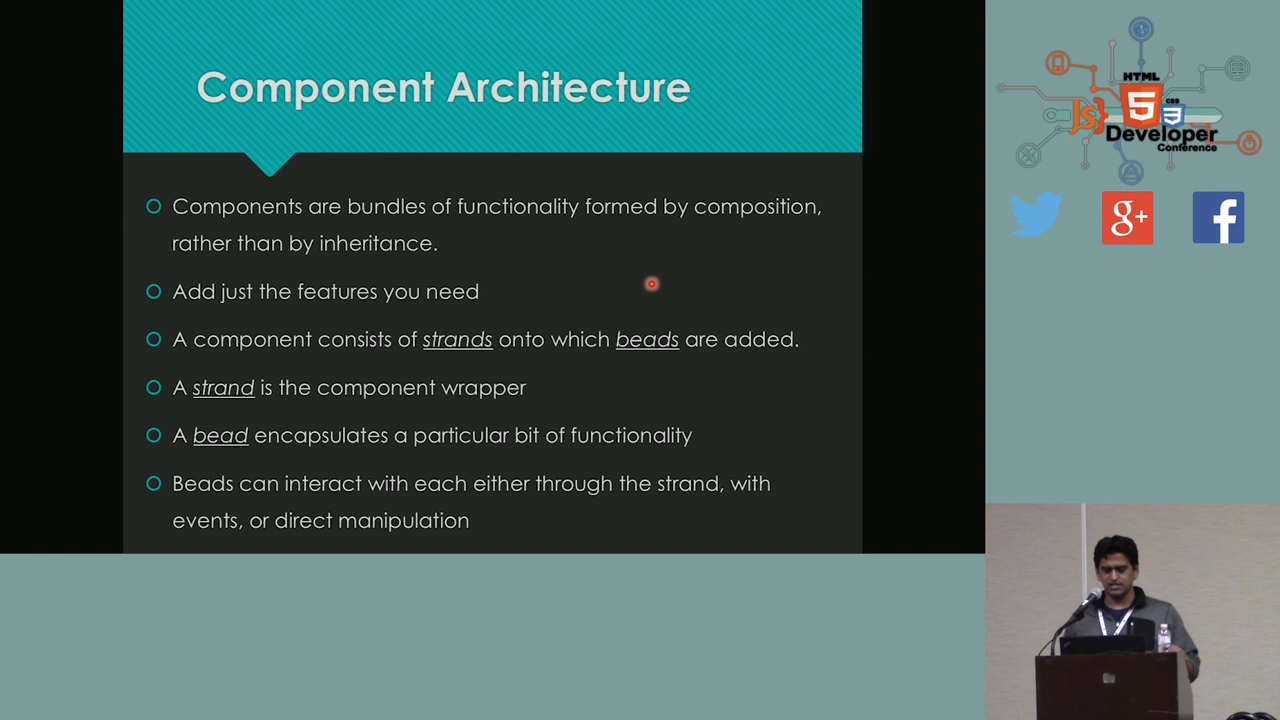 Component Architecture
Components are bundles of functionality formed by composition,
rather than by inheritance.
Add just the features you need
A component consists of strands onto which beads are added.
A strand is the component wrapper
A bead encapsulates a particular bit of functionality
Beads can interact with each either through the strand, with
events, or direct manipulation
HTML
5
CSS
3
JS}
Developer
Conference
g+
f